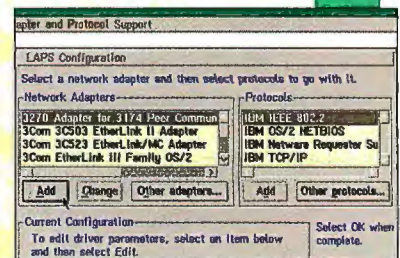 apter and Protocol Support
LAPS Configuration
Select a network adapter and then select protocols to go with it.
Network Adapters
Protocols
3270 Adapter for 3174 Peer Commun
3Com 3C503 EtherLink II Adapter
3Com 3C523 EtherLink/MC Adapter
3Com EtherLink III Family OS/2
IBM IEEE 802.2
IBM OS/2 NETBIOS
IBM Netware Requester Su
IBM TCP/IP
Add
Change
Other adapters...
Add
Other protocols...
Current Configuration
To edit driver parameters, select an item below
and then select Edit.
Select OK when
complete.